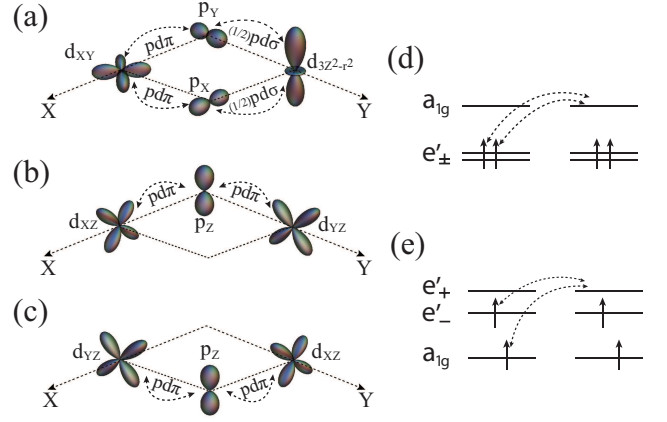 (a)
p_Y
d_XY
pdπ
(1/2)pdσ
d_3Z²-r²
p_X
pdπ
(1/2)pdσ
X
Y
(b)
pdπ
pdπ
d_XZ
p_Z
d_YZ
X
Y
(c)
d_YZ
p_Z
d_XZ
pdπ
pdπ
X
Y
(d)
a_1g
e'_±
(e)
e'_+
e'_-
a_1g